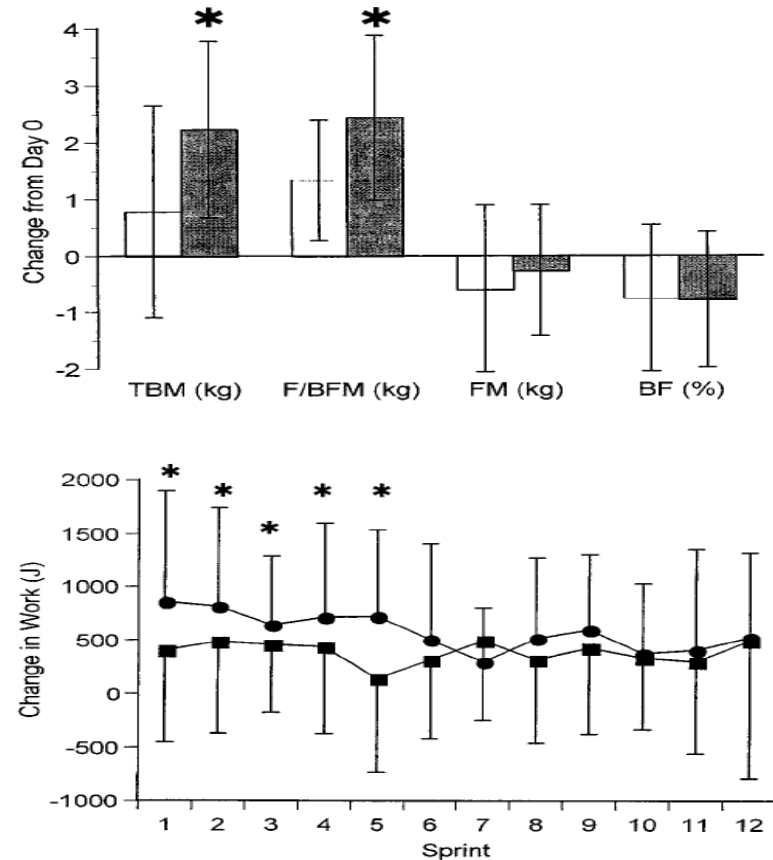 * *
4
3
2
1
0
-1
-2
Change from Day 0
TBM (kg) F/BFM (kg) FM (kg) BF (%)
* * * * *
2000
1500
1000
500
0
-500
-1000
Change in Work (J)
1 2 3 4 5 6 7 8 9 10 11 12
Sprint